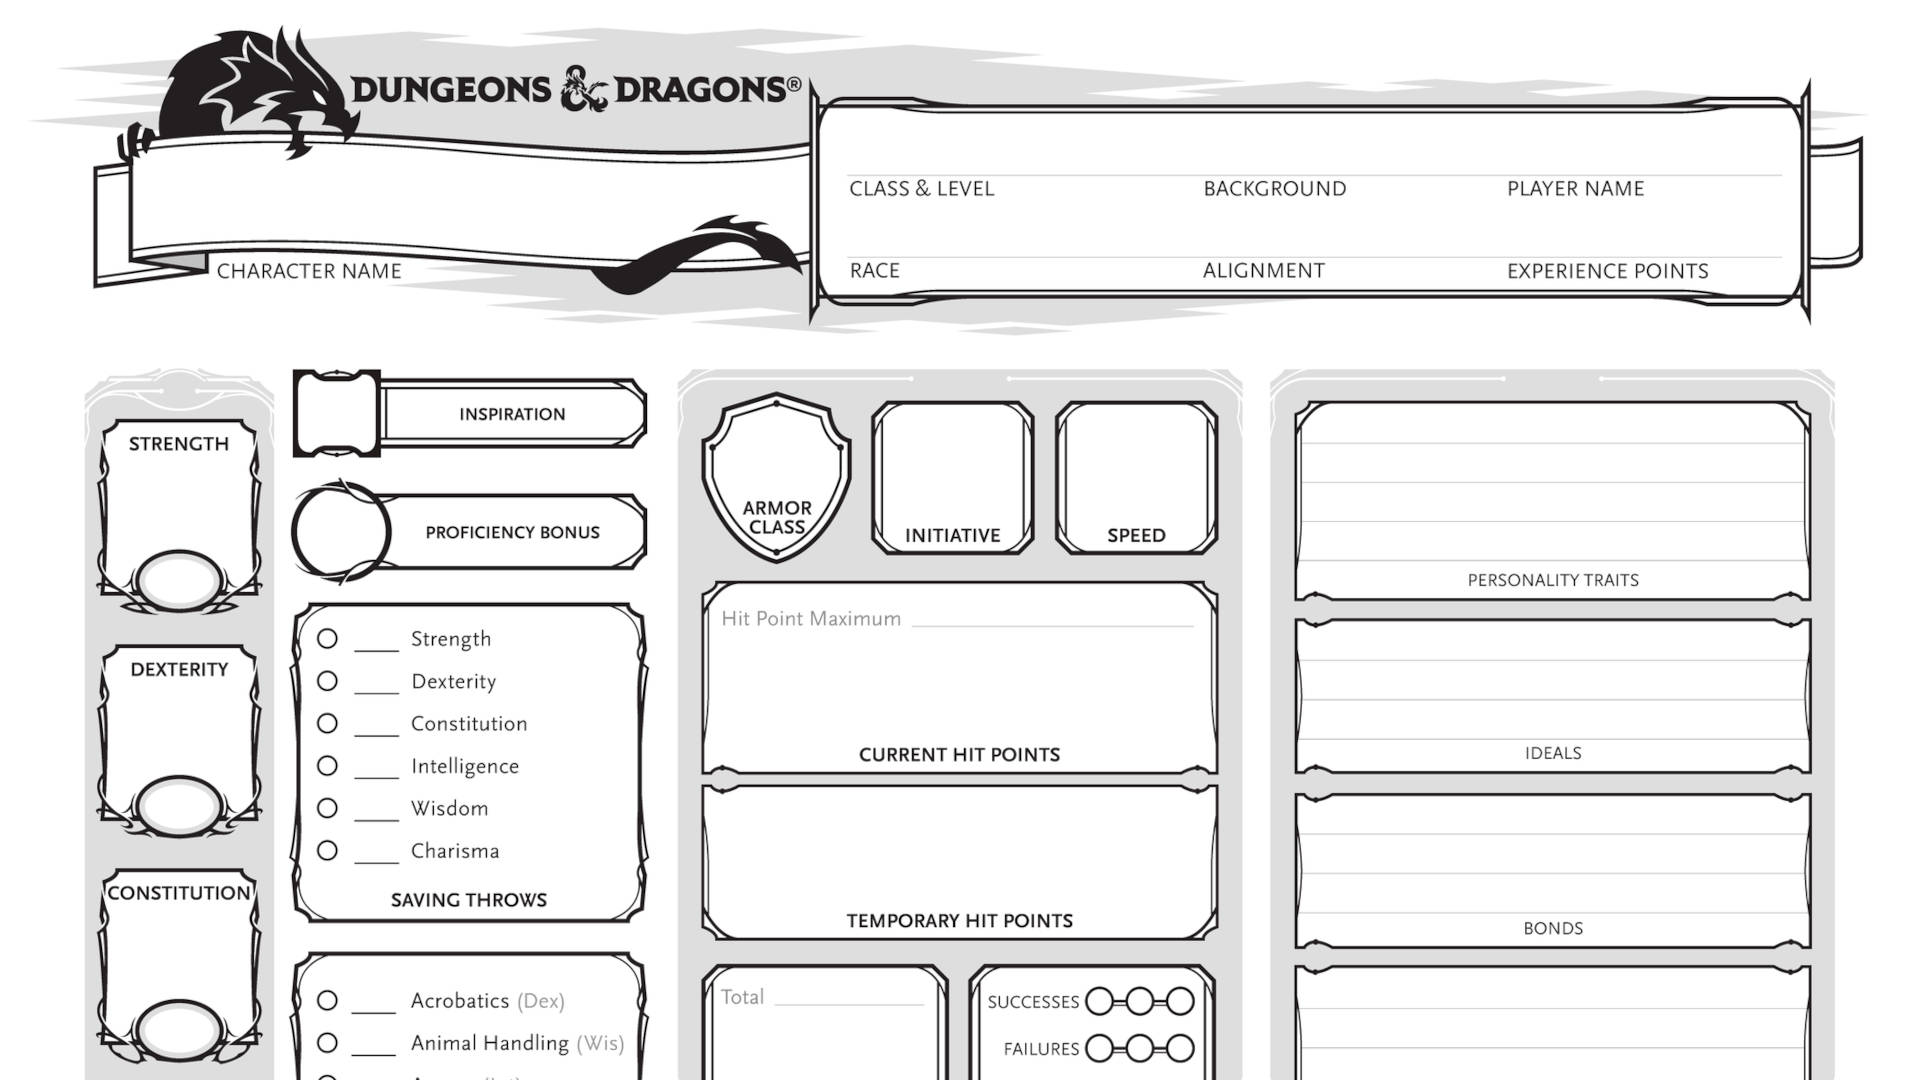 DUNGEONS & DRAGONS®
CHARACTER NAME
CLASS & LEVEL
BACKGROUND
PLAYER NAME
RACE
ALIGNMENT
EXPERIENCE POINTS
STRENGTH
DEXTERITY
CONSTITUTION
INSPIRATION
PROFICIENCY BONUS
Strength
Dexterity
Constitution
Intelligence
Wisdom
Charisma
SAVING THROWS
Acrobatics (Dex)
Animal Handling (Wis)
ARMOR
CLASS
INITIATIVE
SPEED
Hit Point Maximum
CURRENT HIT POINTS
TEMPORARY HIT POINTS
Total
SUCCESSES
FAILURES
PERSONALITY TRAITS
IDEALS
BONDS